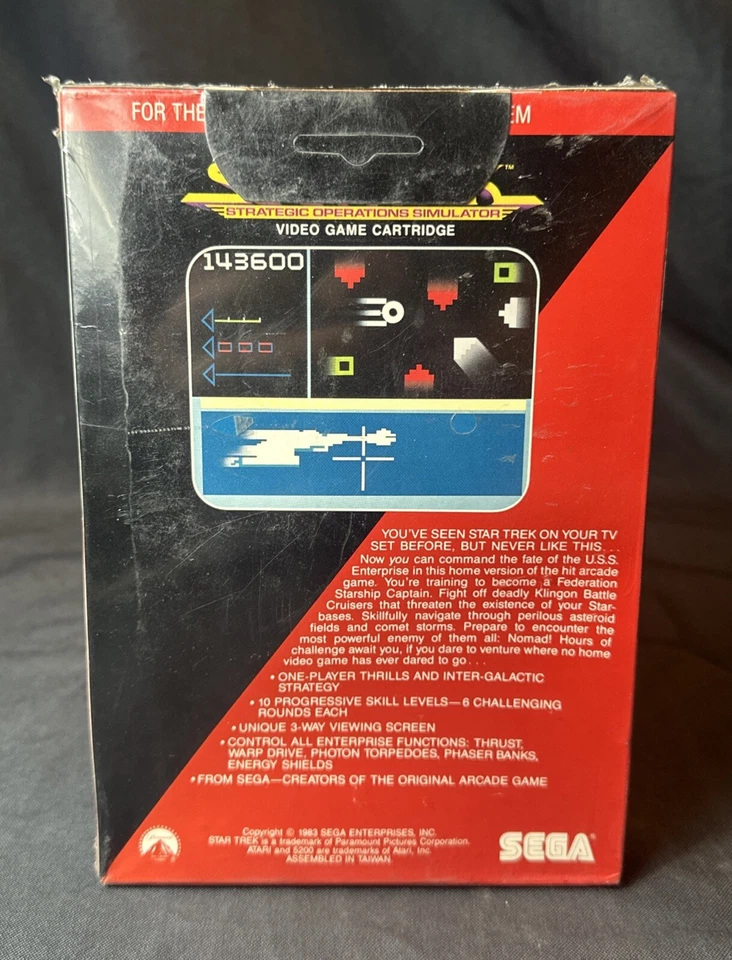 FOR THE
EM
™
STRATEGIC OPERATIONS SIMULATOR
VIDEO GAME CARTRIDGE
143600
YOU'VE SEEN STAR TREK ON YOUR TV
SET BEFORE, BUT NEVER LIKE THIS...
Now you can command the fate of the U.S.S.
Enterprise in this home version of the hit arcade
game. You're training to become a Federation
Starship Captain. Fight off deadly Klingon Battle
Cruisers that threaten the existence of your Star-
bases. Skillfully navigate through perilous asteroid
fields and comet storms. Prepare to encounter the
most powerful enemy of them all: Nomad! Hours of
challenge await you, if you dare to venture where no home
video game has ever dared to go...
• ONE-PLAYER THRILLS AND INTER-GALACTIC
STRATEGY
• 10 PROGRESSIVE SKILL LEVELS—6 CHALLENGING
ROUNDS EACH
• UNIQUE 3-WAY VIEWING SCREEN
• CONTROL ALL ENTERPRISE FUNCTIONS: THRUST,
WARP DRIVE, PHOTON TORPEDOES, PHASER BANKS,
ENERGY SHIELDS
• FROM SEGA—CREATORS OF THE ORIGINAL ARCADE GAME
Copyright © 1983 SEGA ENTERPRISES, INC.
STAR TREK is a trademark of Paramount Pictures Corporation.
ATARI and 5200 are trademarks of Atari, Inc.
ASSEMBLED IN TAIWAN
SEGA®